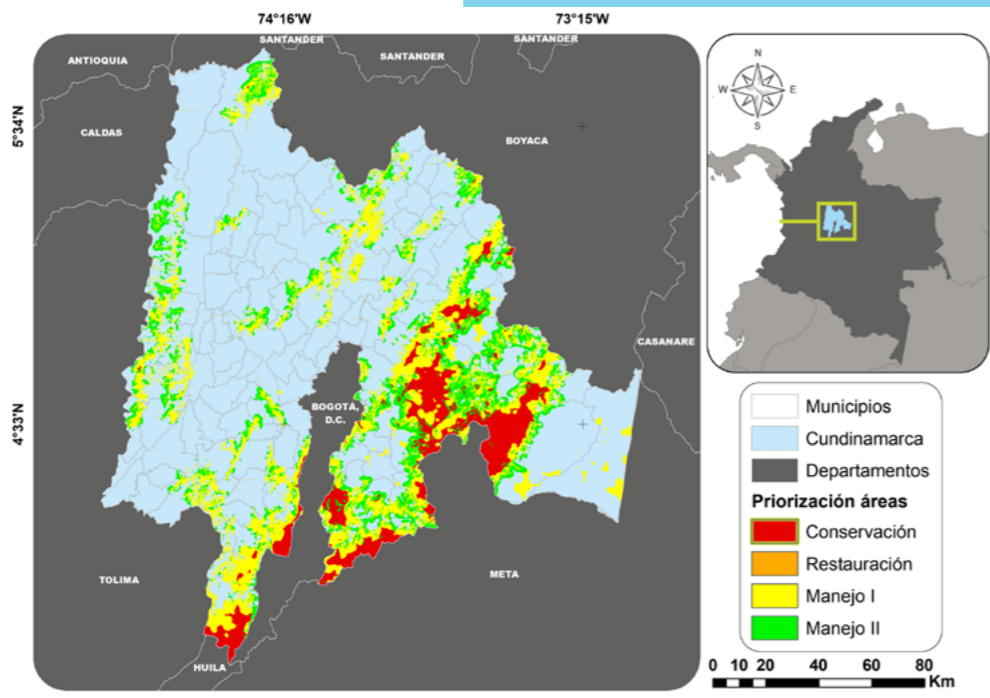 74°16'W
73°15'W
SANTANDER
SANTANDER
SANTANDER
ANTIOQUIA
CALDAS
BOYACA
5°34'N
4°33'N
CASANARE
BOGOTÁ,
D.C.
TOLIMA
META
HUILA
N
W
E
S
Municipios
Cundinamarca
Departamentos
Priorización áreas
Conservación
Restauración
Manejo I
Manejo II
0 10 20 40 60 80
Km